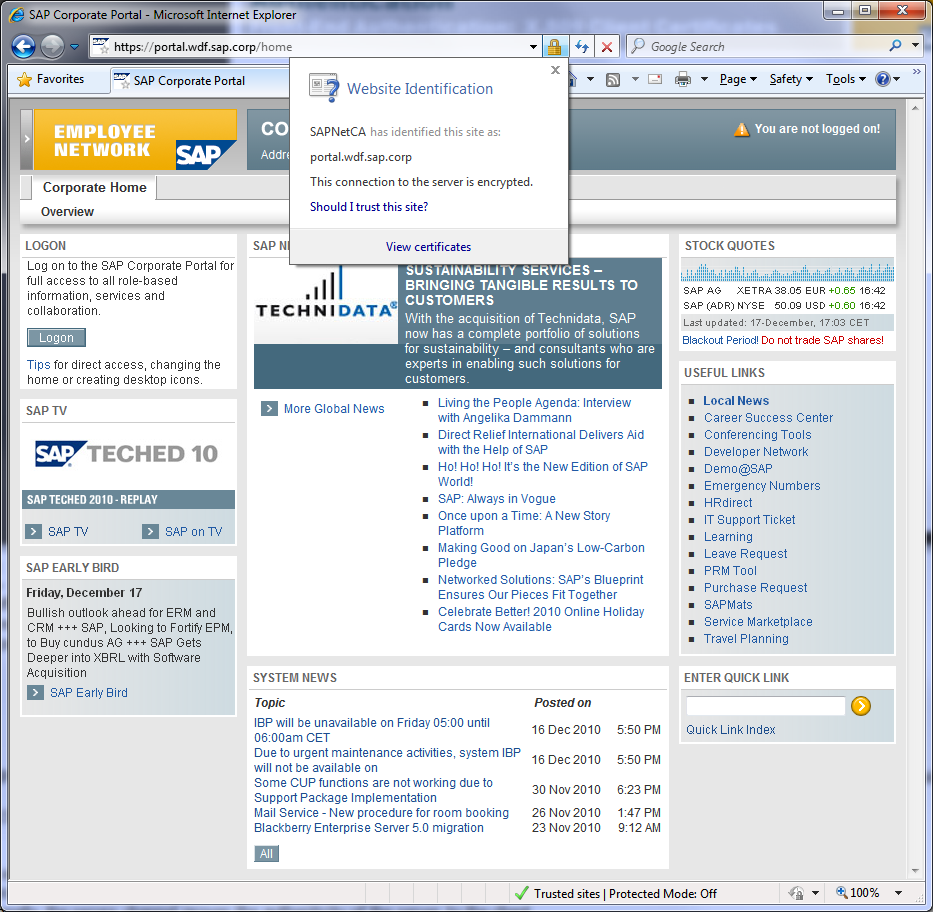 SAP Corporate Portal - Microsoft Internet Explorer
https://portal.wdf.sap.corp/home
Google Search
Favorites
SAP Corporate Portal
Page
Safety
Tools
Website Identification
SAPNetCA has identified this site as:
portal.wdf.sap.corp
This connection to the server is encrypted.
Should I trust this site?
View certificates
EMPLOYEE
NETWORK
SAP
CO
Addre
You are not logged on!
Corporate Home
Overview
LOGON
Log on to the SAP Corporate Portal for
full access to all role-based
information, services and
collaboration.
Logon
Tips for direct access, changing the
home or creating desktop icons.
SAP TV
SAP TECHED 10
SAP TECHED 2010 - REPLAY
SAP TV
SAP on TV
SAP EARLY BIRD
Friday, December 17
Bullish outlook ahead for ERM and
CRM +++ SAP, Looking to Fortify EPM,
to Buy cundus AG +++ SAP Gets
Deeper into XBRL with Software
Acquisition
SAP Early Bird
SAP NE
TECHNIDATA®
SUSTAINABILITY SERVICES –
BRINGING TANGIBLE RESULTS TO
CUSTOMERS
With the acquisition of Technidata, SAP
now has a complete portfolio of solutions
for sustainability – and consultants who are
experts in enabling such solutions for
customers.
More Global News
Living the People Agenda: Interview
with Angelika Dammann
Direct Relief International Delivers Aid
with the Help of SAP
Ho! Ho! Ho! It's the New Edition of SAP
World!
SAP: Always in Vogue
Once upon a Time: A New Story
Platform
Making Good on Japan's Low-Carbon
Pledge
Networked Solutions: SAP's Blueprint
Ensures Our Pieces Fit Together
Celebrate Better! 2010 Online Holiday
Cards Now Available
SYSTEM NEWS
Topic Posted on
IBP will be unavailable on Friday 05:00 until
06:00am CET
16 Dec 2010 5:50 PM
Due to urgent maintenance activities, system IBP
will not be available on
16 Dec 2010 5:50 PM
Some CUP functions are not working due to
Support Package Implementation
30 Nov 2010 6:23 PM
Mail Service - New procedure for room booking 26 Nov 2010 1:47 PM
Blackberry Enterprise Server 5.0 migration 23 Nov 2010 9:12 AM
All
STOCK QUOTES
SAP AG XETRA 38.05 EUR +0.65 16:42
SAP (ADR) NYSE 50.09 USD +0.60 16:42
Last updated: 17-December, 17:03 CET
Blackout Period! Do not trade SAP shares!
USEFUL LINKS
Local News
Career Success Center
Conferencing Tools
Developer Network
Demo@SAP
Emergency Numbers
HRdirect
IT Support Ticket
Learning
Leave Request
PRM Tool
Purchase Request
SAPMats
Service Marketplace
Travel Planning
ENTER QUICK LINK
Quick Link Index
Trusted sites | Protected Mode: Off
100%